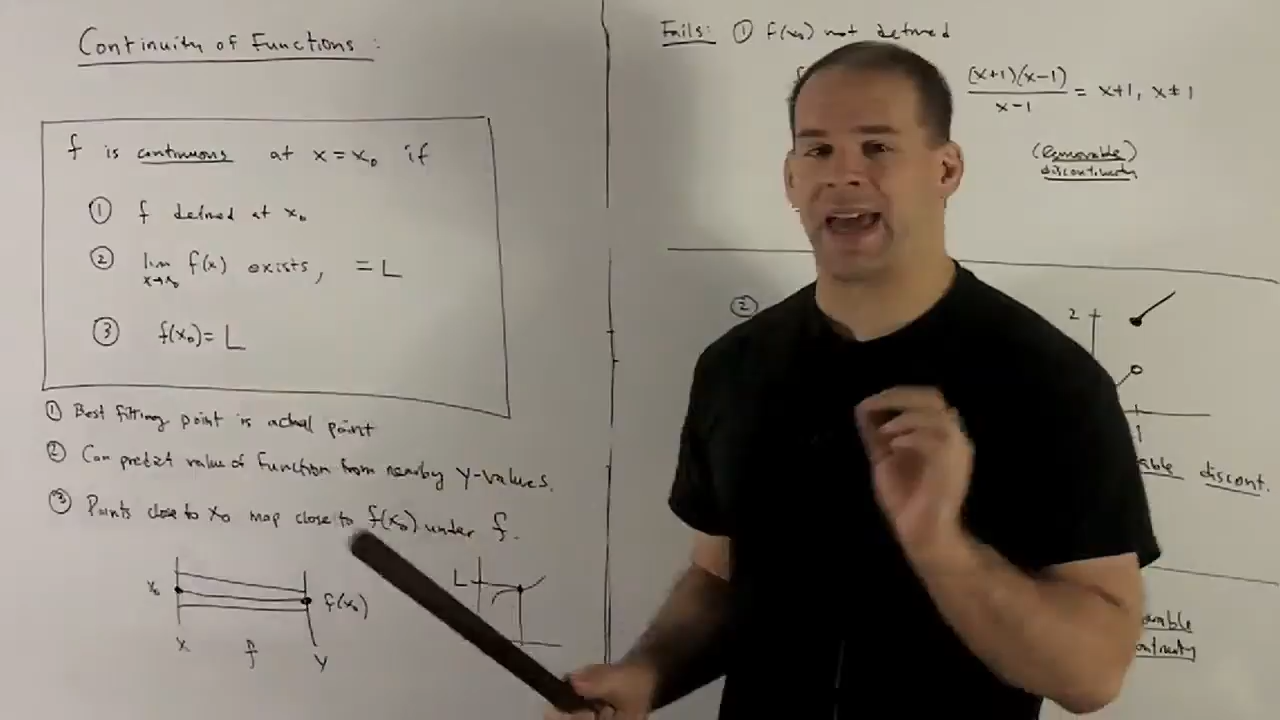 Continuity of Functions :
f is continuous at x = x₀ if
① f defined at x₀
② lim f(x) exists, = L
x→x₀
③ f(x₀) = L
① Best fitting point is actual point
② Can predict value of function from nearby y-values.
③ Points close to x₀ map close to f(x₀) under f.
x₀ f(x₀)
X f Y
L
Fails: ① f(x₀) not defined
(x+1)(x-1)
x-1
= x+1, x≠1
(Removable)
discontinuity
②
2
1
discont.